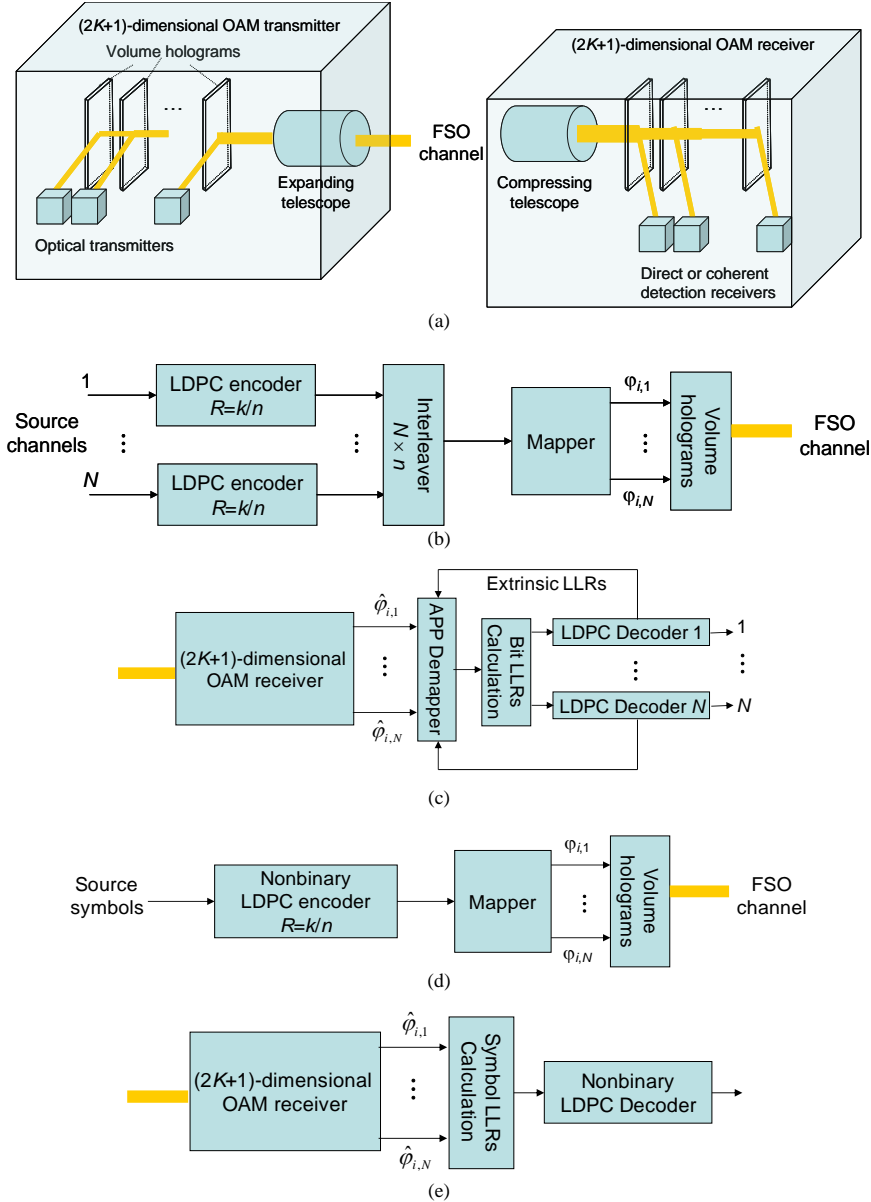 (2K+1)-dimensional OAM transmitter
Volume holograms
...
Expanding
telescope
Optical transmitters
FSO
channel
(2K+1)-dimensional OAM receiver
...
Compressing
telescope
Direct or coherent
detection receivers
(a)
1
Source
channels
...
N
LDPC encoder
R=k/n
...
LDPC encoder
R=k/n
Interleaver
N × n
Mapper
φi,1
...
φi,N
Volume
holograms
FSO
channel
(b)
Extrinsic LLRs
(2K+1)-dimensional
OAM receiver
φ̂i,1
...
φ̂i,N
APP Demapper
Bit LLRs
Calculation
LDPC Decoder 1
...
LDPC Decoder N
1
...
N
(c)
Source
symbols
Nonbinary
LDPC encoder
R=k/n
Mapper
φi,1
...
φi,N
Volume
holograms
FSO
channel
(d)
(2K+1)-dimensional
OAM receiver
φ̂i,1
...
φ̂i,N
Symbol LLRs
Calculation
Nonbinary
LDPC Decoder
(e)